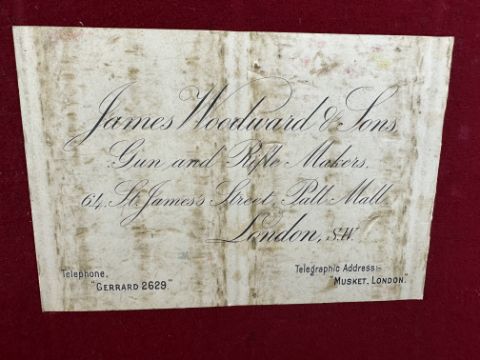 James Woodward & Sons,
Gun and Rifle Makers,
64, St. James's Street, Pall Mall
London, S.W.
Telephone,
"GERRARD 2629"
Telegraphic Address:-
"MUSKET, LONDON."